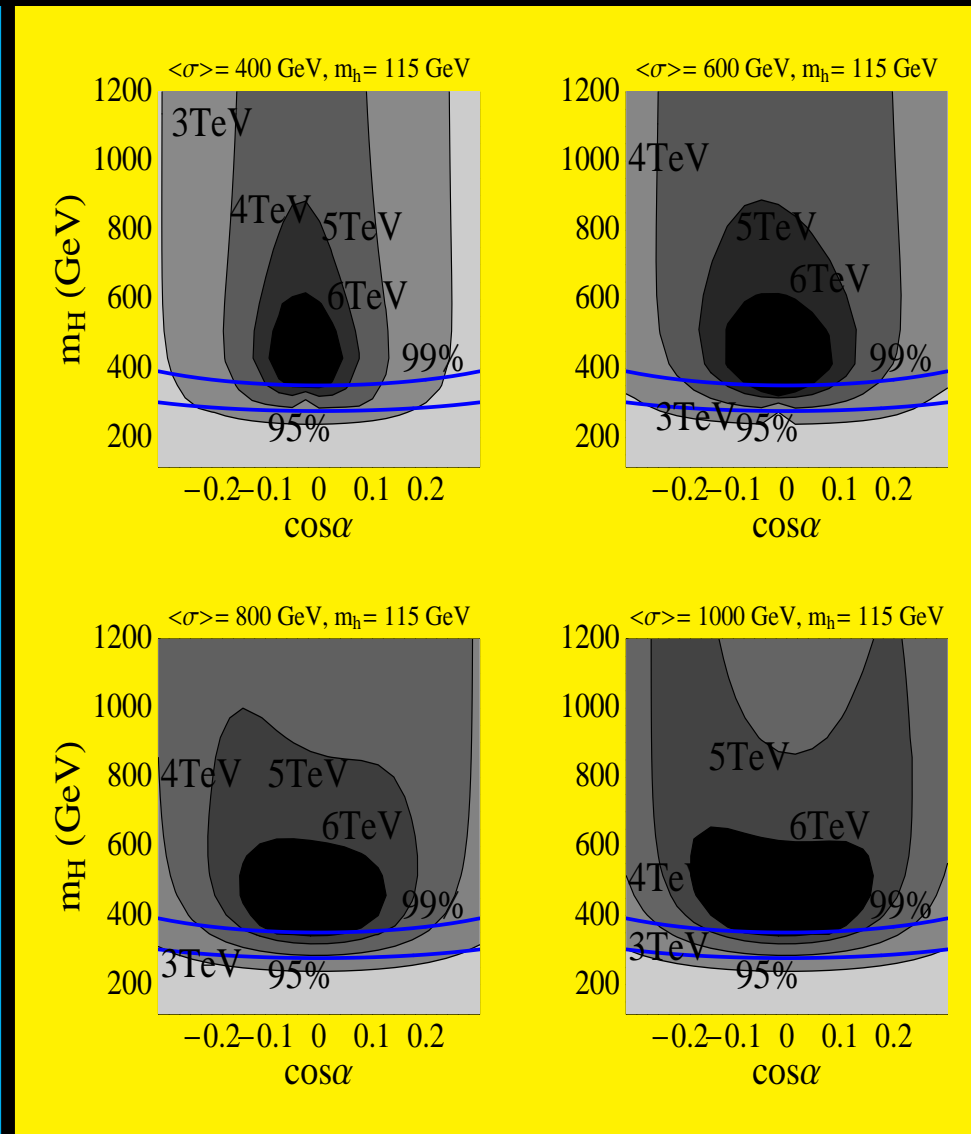 <σ>= 400 GeV, m_h= 115 GeV
1200
1000
800
600
400
200
m_H (GeV)
3TeV
4TeV
5TeV
6TeV
99%
95%
−0.2 −0.1 0 0.1 0.2
cosα
<σ>= 600 GeV, m_h= 115 GeV
1200
1000
800
600
400
200
4TeV
5TeV
6TeV
99%
3TeV
95%
−0.2 −0.1 0 0.1 0.2
cosα
<σ>= 800 GeV, m_h= 115 GeV
1200
1000
800
600
400
200
m_H (GeV)
4TeV
5TeV
6TeV
99%
3TeV
95%
−0.2 −0.1 0 0.1 0.2
cosα
<σ>= 1000 GeV, m_h= 115 GeV
1200
1000
800
600
400
200
5TeV
6TeV
4TeV
99%
3TeV
95%
−0.2 −0.1 0 0.1 0.2
cosα